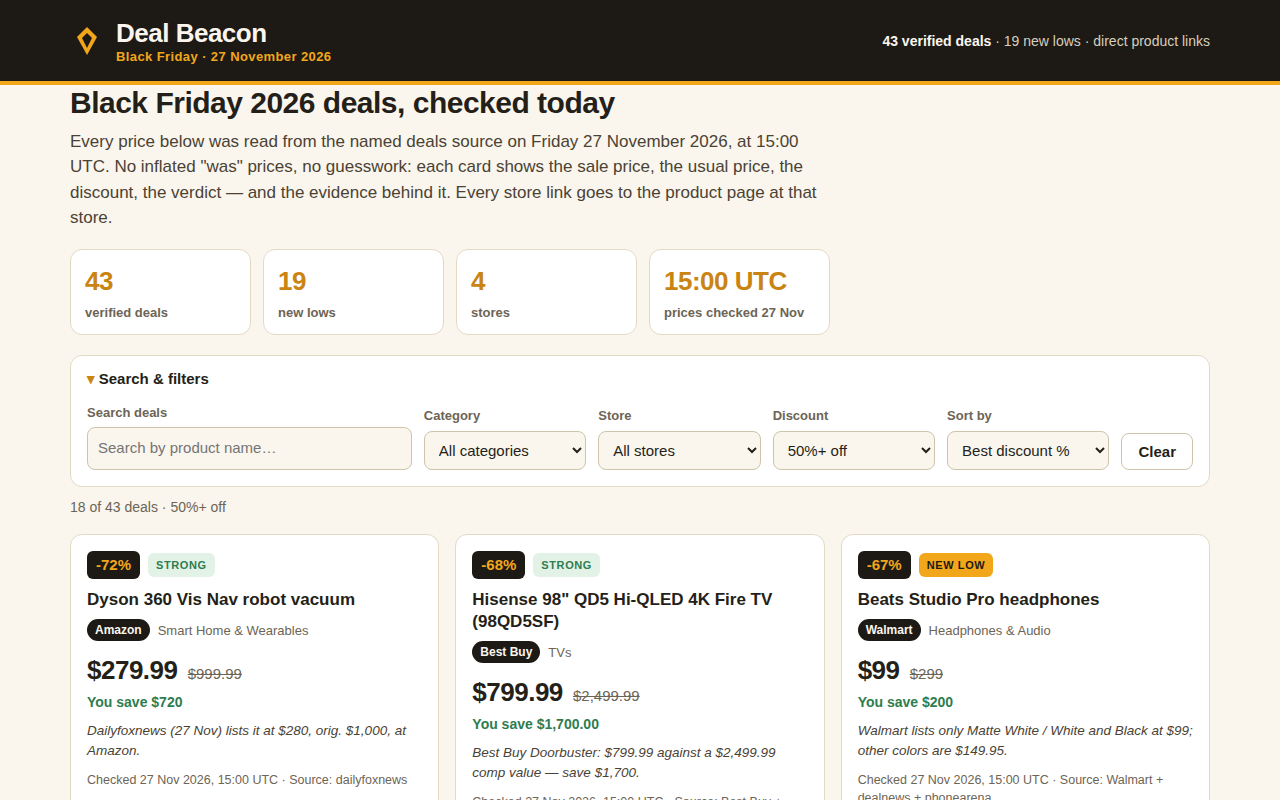 Deal Beacon
Black Friday · 27 November 2026
43 verified deals · 19 new lows · direct product links
Black Friday 2026 deals, checked today
Every price below was read from the named deals source on Friday 27 November 2026, at 15:00
UTC. No inflated "was" prices, no guesswork: each card shows the sale price, the usual price, the
discount, the verdict — and the evidence behind it. Every store link goes to the product page at that
store.
43
verified deals
19
new lows
4
stores
15:00 UTC
prices checked 27 Nov
▾ Search & filters
Search deals
Search by product name…
Category
All categories
Store
All stores
Discount
50%+ off
Sort by
Best discount %
Clear
18 of 43 deals · 50%+ off
-72% STRONG
Dyson 360 Vis Nav robot vacuum
Amazon Smart Home & Wearables
$279.99 $999.99
You save $720
Dailyfoxnews (27 Nov) lists it at $280, orig. $1,000, at
Amazon.
Checked 27 Nov 2026, 15:00 UTC · Source: dailyfoxnews
-68% STRONG
Hisense 98" QD5 Hi-QLED 4K Fire TV
(98QD5SF)
Best Buy TVs
$799.99 $2,499.99
You save $1,700.00
Best Buy Doorbuster: $799.99 against a $2,499.99
comp value — save $1,700.
Checked 27 Nov 2026, 15:00 UTC · Source: Best Buy +
-67% NEW LOW
Beats Studio Pro headphones
Walmart Headphones & Audio
$99 $299
You save $200
Walmart lists only Matte White / White and Black at $99;
other colors are $149.95.
Checked 27 Nov 2026, 15:00 UTC · Source: Walmart +
dealnews + phonearena